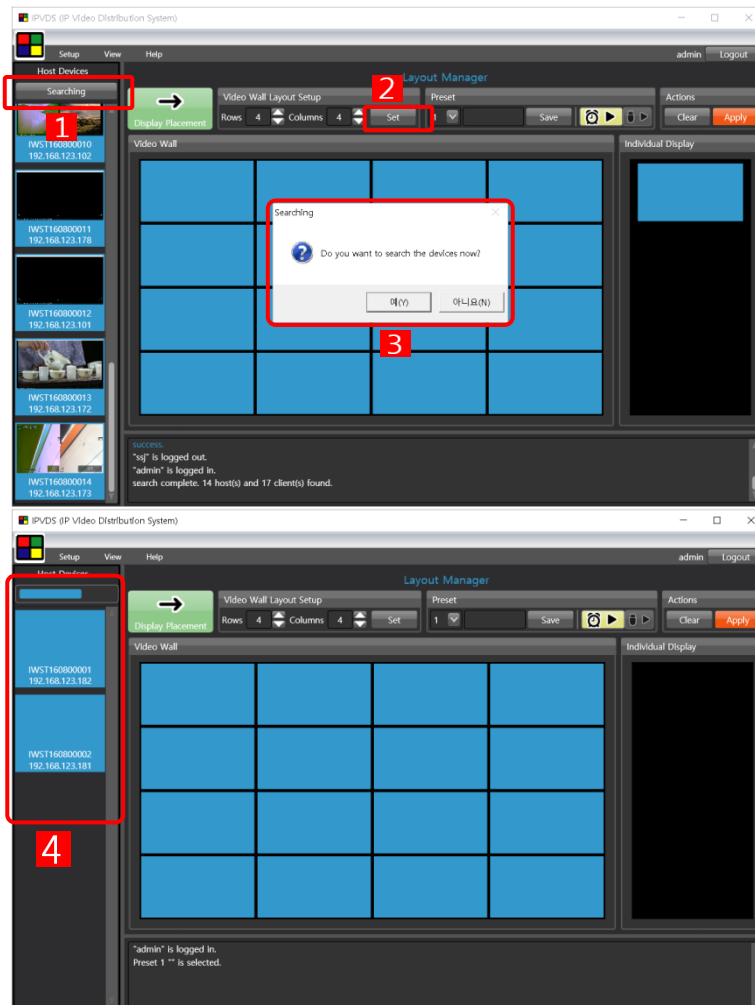 IPVDS (IP Video Distribution System)
Setup View Help admin Logout
Host Devices
Layout Manager
Searching
1
2
Display Placement
Video Wall Layout Setup
Rows 4 Columns 4 Set
Preset
1 Save
Actions
Clear Apply
Video Wall
Individual Display
IWST160800010
192.168.123.102
IWST160800011
192.168.123.178
IWST160800012
192.168.123.101
IWST160800013
192.168.123.172
IWST160800014
192.168.123.173
Searching
Do you want to search the devices now?
예(Y) 아니요(N)
3
success.
"ssj" is logged out.
"admin" is logged in.
search complete. 14 host(s) and 17 client(s) found.
IPVDS (IP Video Distribution System)
Setup View Help admin Logout
Host Devices
Layout Manager
Display Placement
Video Wall Layout Setup
Rows 4 Columns 4 Set
Preset
1 Save
Actions
Clear Apply
Video Wall
Individual Display
IWST160800001
192.168.123.182
IWST160800002
192.168.123.181
4
"admin" is logged in.
Preset 1 "" is selected.